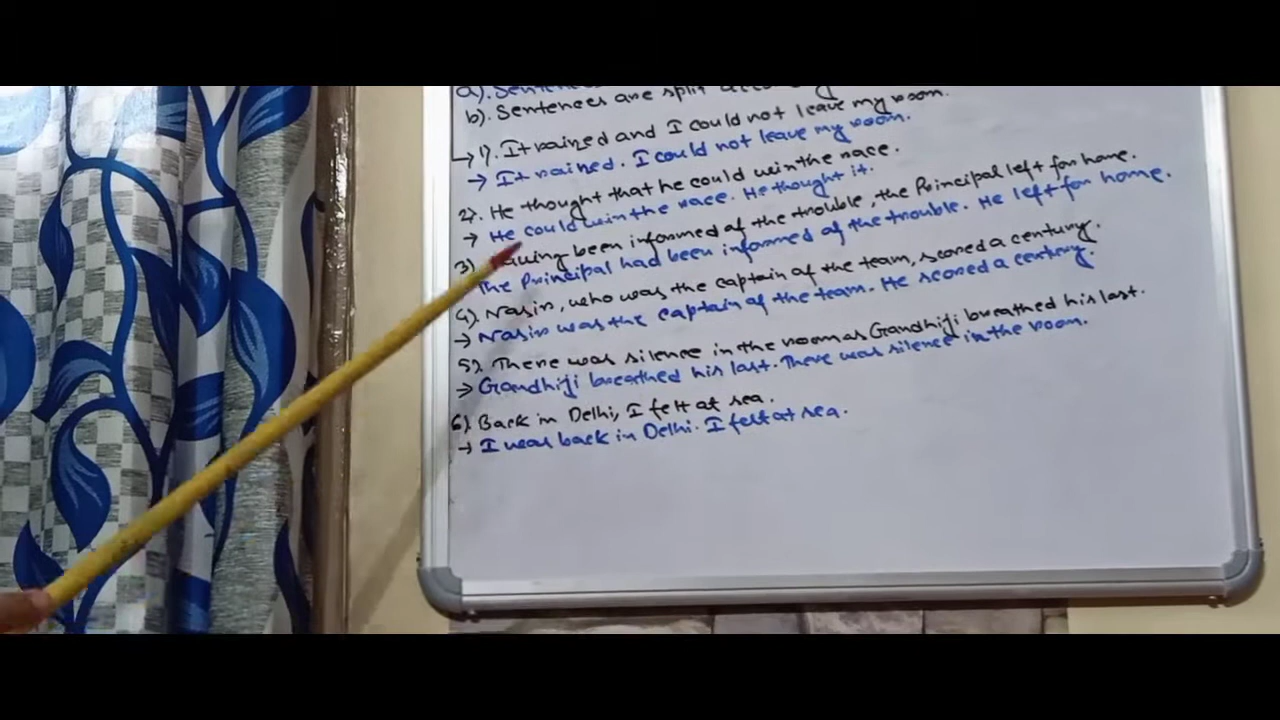 a). Sentences
b). Sentences are split
→ 1). It rained and I could not leave my room.
→ It rained. I could not leave my room.
2). He thought that he could win the race.
→ He could win the race. He thought it.
3) Having been informed of the trouble, the Principal left for home.
The Principal had been informed of the trouble. He left for home.
4). Nasir, who was the captain of the team, scored a century.
→ Nasir was the captain of the team. He scored a century.
5). There was silence in the room as Gandhiji breathed his last.
→ Gandhiji breathed his last. There was silence in the room.
6). Back in Delhi, I felt at sea.
→ I was back in Delhi. I felt at sea.